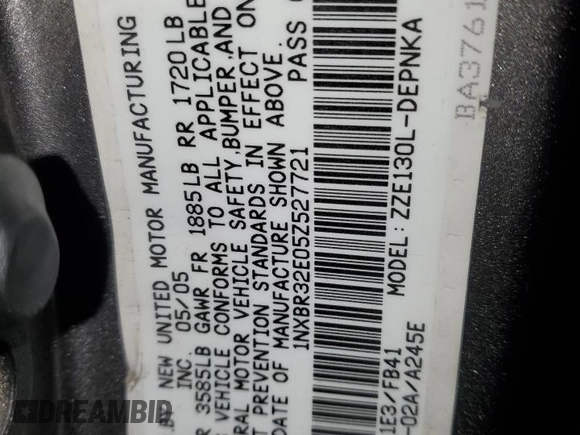 NEW UNITED MOTOR MANUFACTURING
INC. 05/05
3585LB GAWR FR 1885LB RR 1720LB
VEHICLE CONFORMS TO ALL APPLICABLE
MOTOR VEHICLE SAFETY, BUMPER, AND
PREVENTION STANDARDS IN EFFECT ON
DATE OF MANUFACTURE SHOWN ABOVE.
1NXBR32E05Z527721 PASS
1E3/FB41 MODEL: ZZE130L-DEPNKA
-02A/A245E
BA3761
DREAMBID